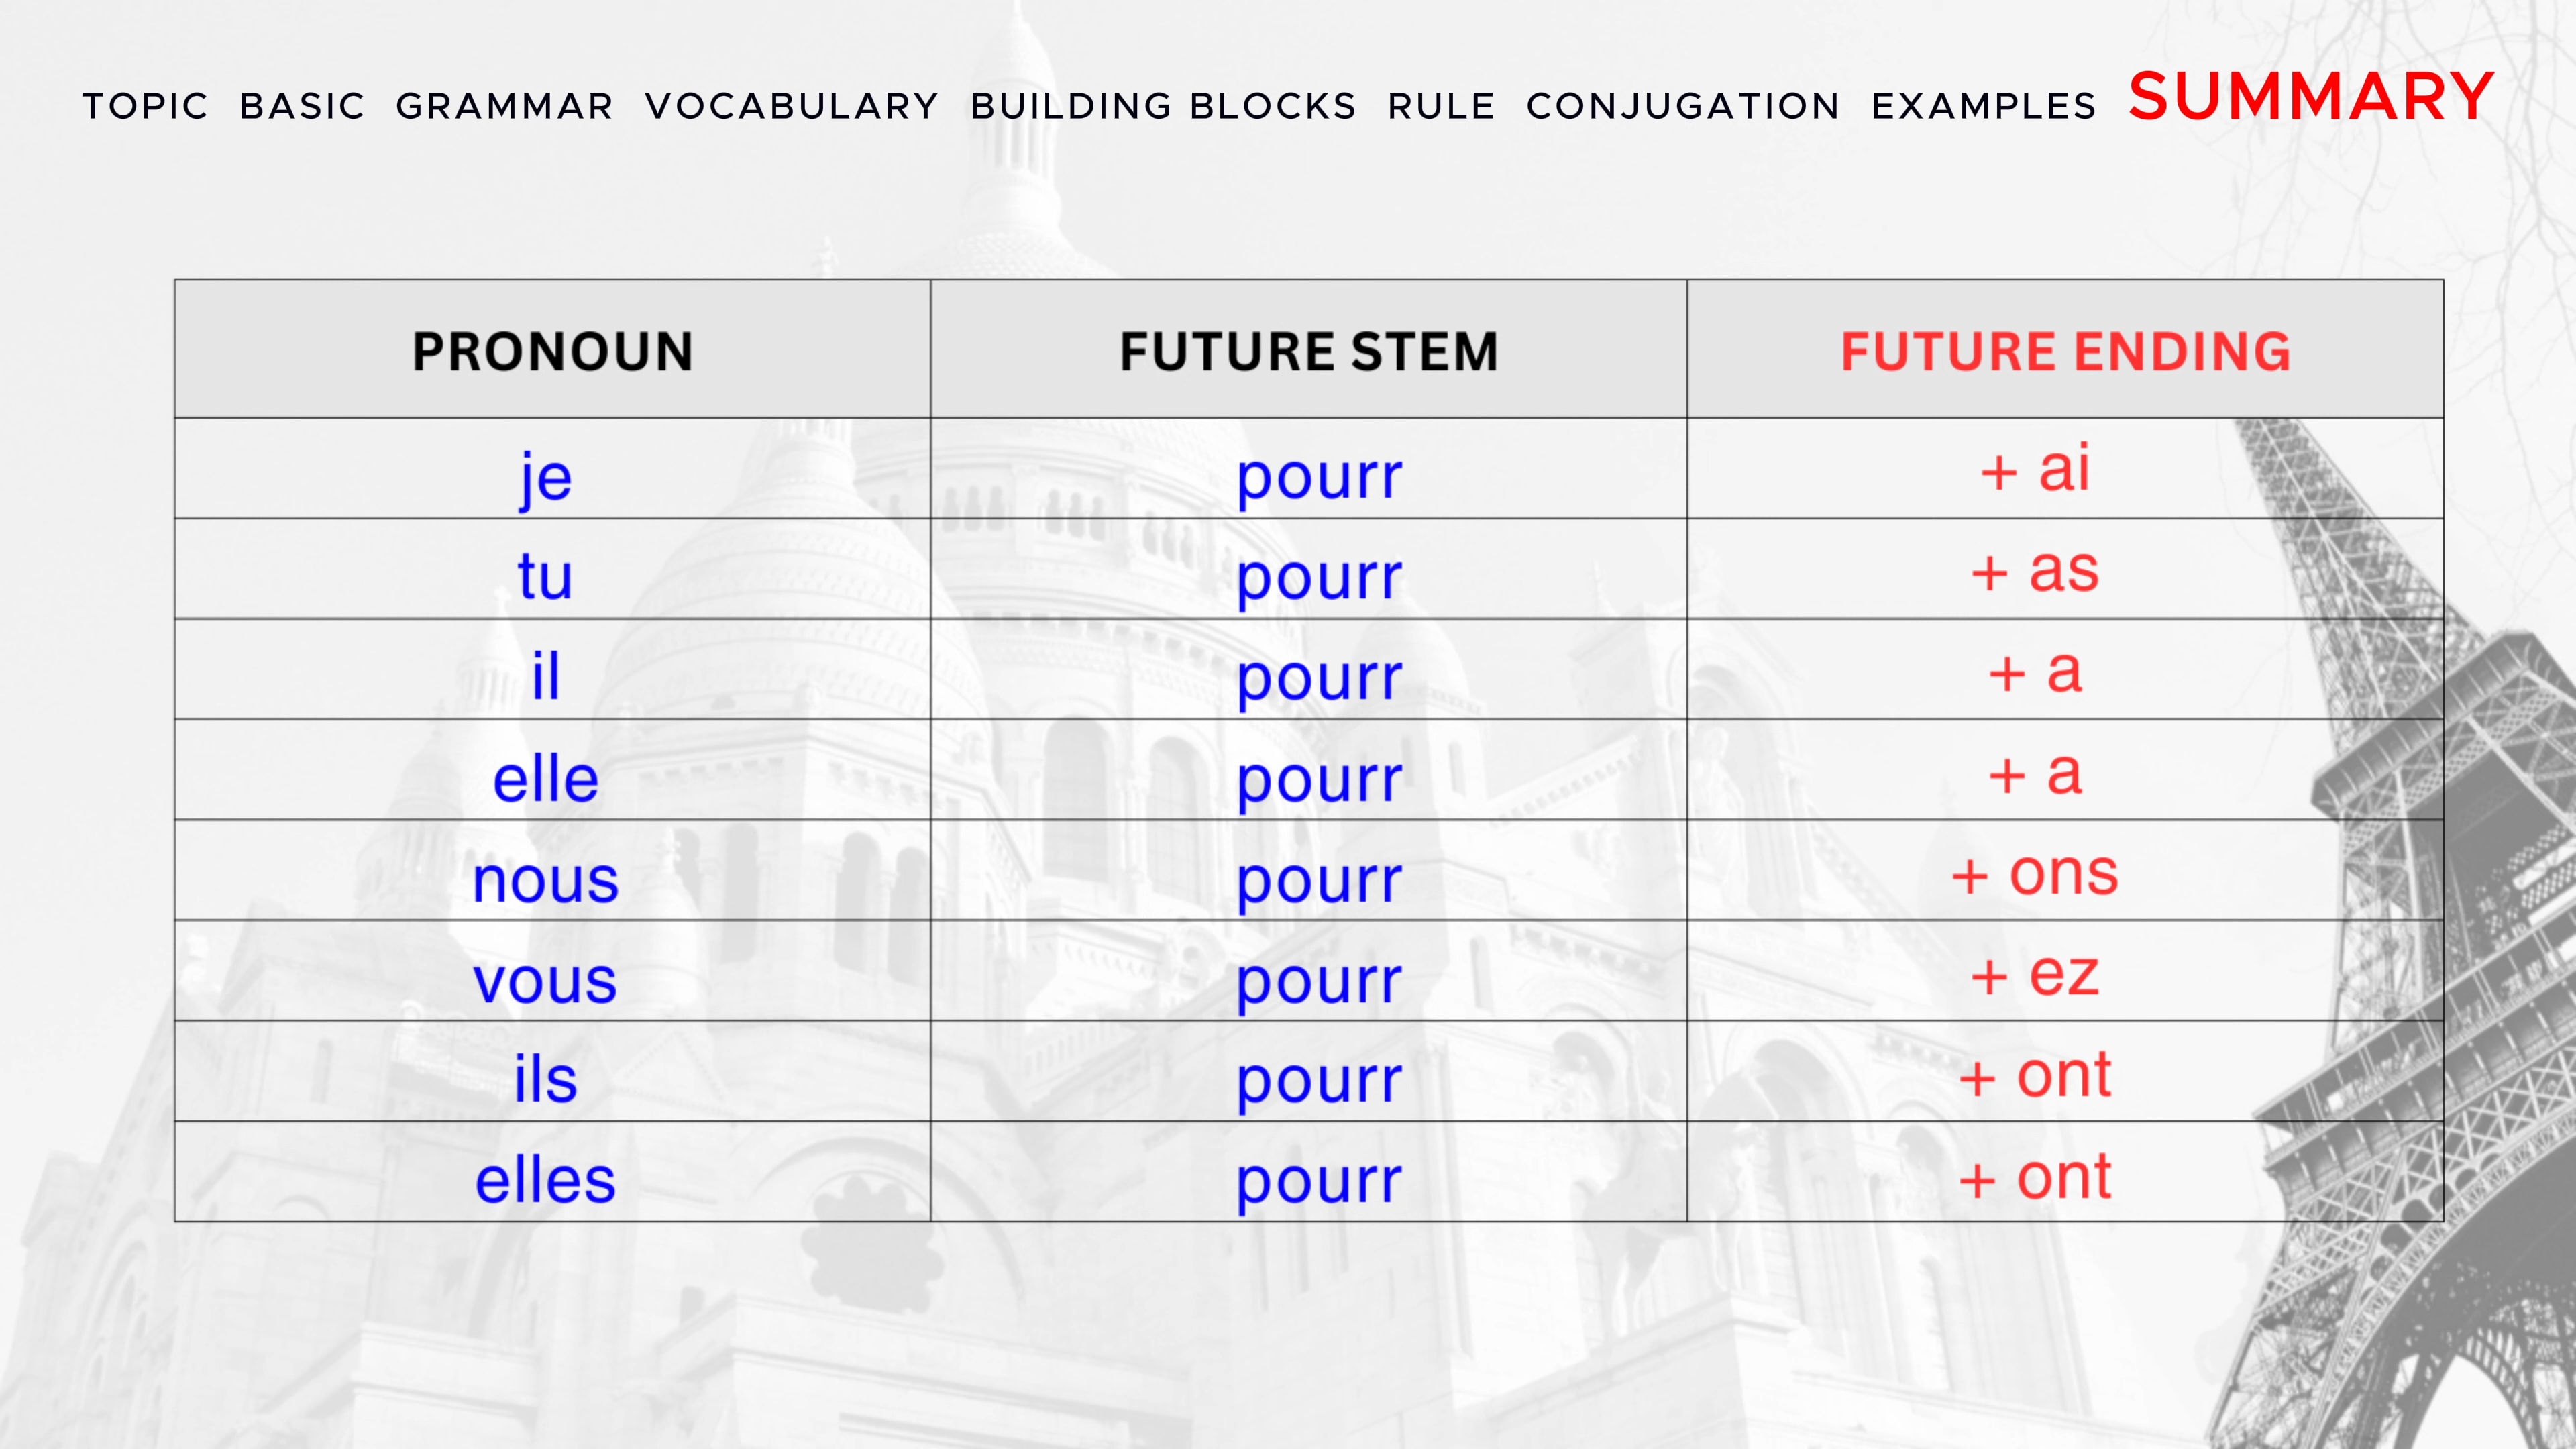 TOPIC BASIC GRAMMAR VOCABULARY BUILDING BLOCKS RULE CONJUGATION EXAMPLES SUMMARY
PRONOUN FUTURE STEM FUTURE ENDING
je pourr + ai
tu pourr + as
il pourr + a
elle pourr + a
nous pourr + ons
vous pourr + ez
ils pourr + ont
elles pourr + ont